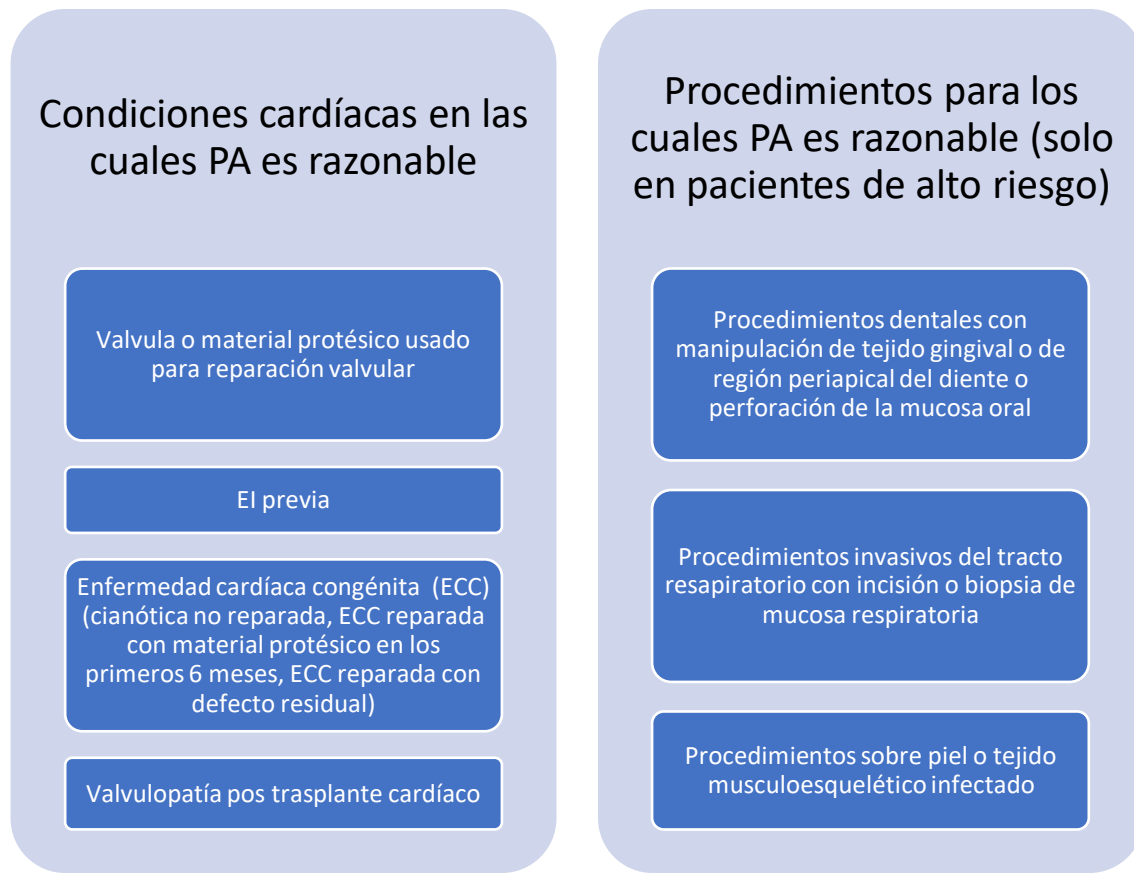 Condiciones cardíacas en las
cuales PA es razonable
Valvula o material protésico usado
para reparación valvular
EI previa
Enfermedad cardíaca congénita (ECC)
(cianótica no reparada, ECC reparada
con material protésico en los
primeros 6 meses, ECC reparada con
defecto residual)
Valvulopatía pos trasplante cardíaco
Procedimientos para los
cuales PA es razonable (solo
en pacientes de alto riesgo)
Procedimientos dentales con
manipulación de tejido gingival o de
región periapical del diente o
perforación de la mucosa oral
Procedimientos invasivos del tracto
resapiratorio con incisión o biopsia de
mucosa respiratoria
Procedimientos sobre piel o tejido
musculoesquelético infectado